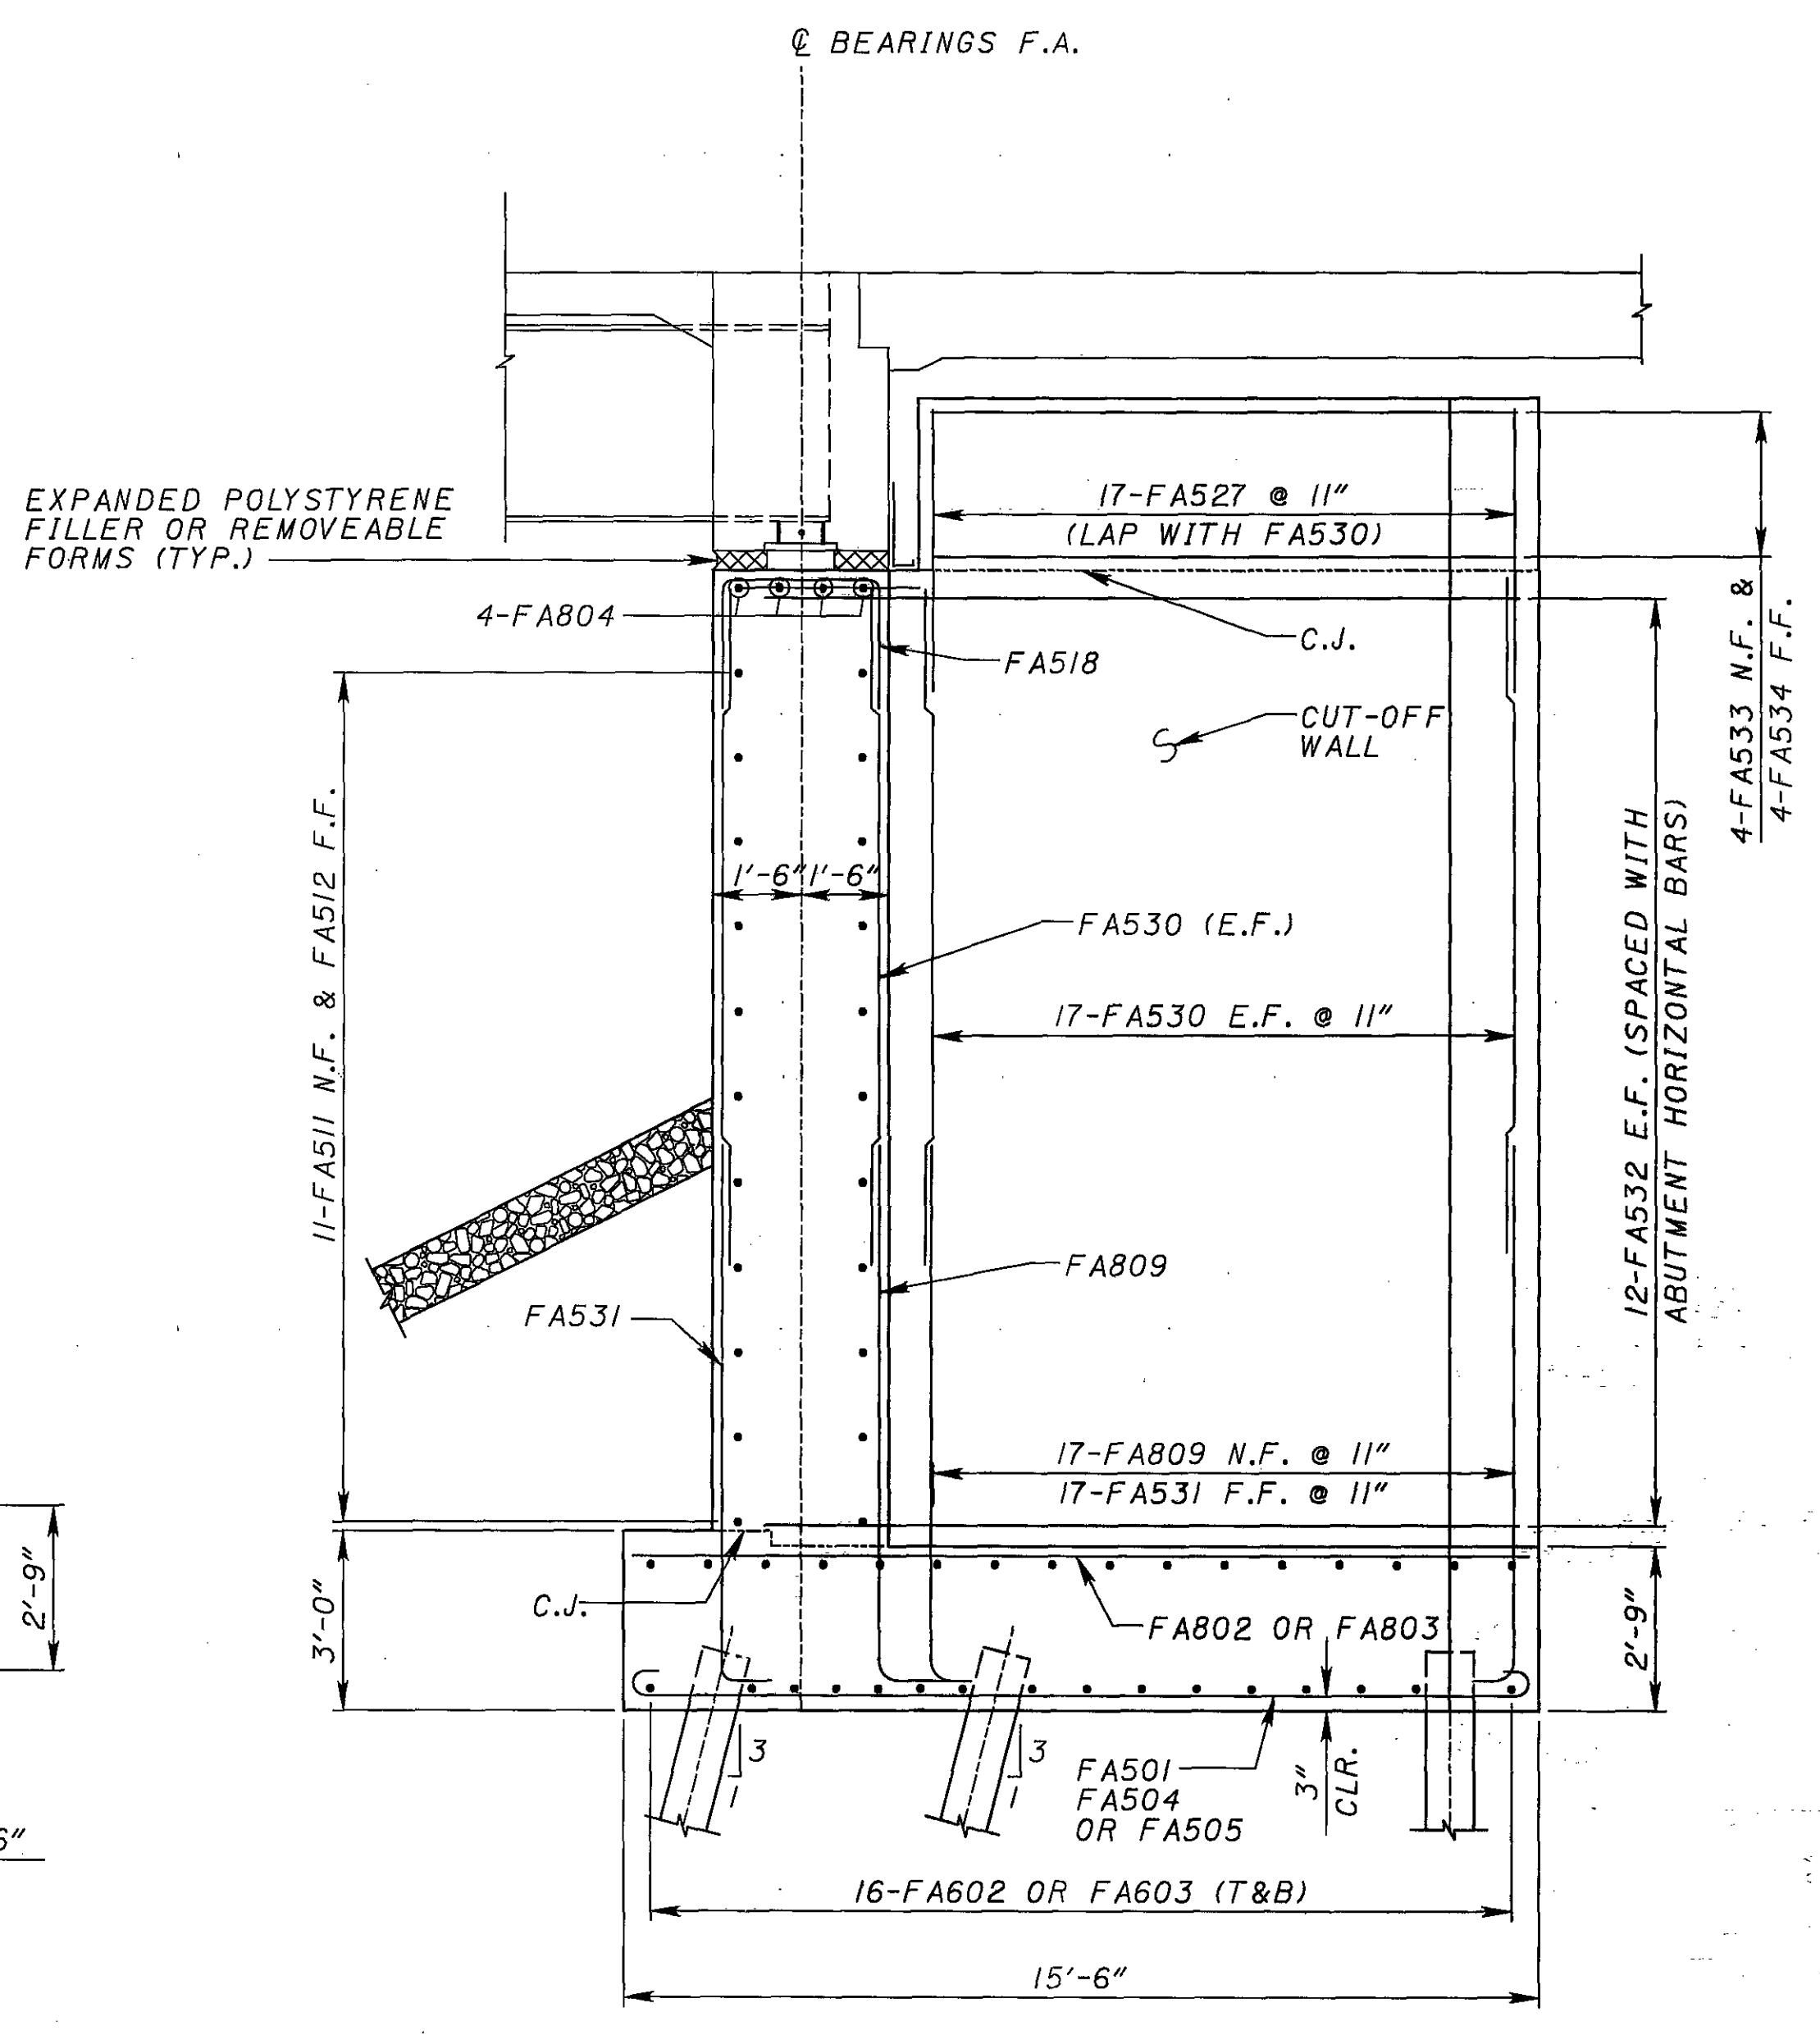 ℄ BEARINGS F.A.
EXPANDED POLYSTYRENE
FILLER OR REMOVEABLE
FORMS (TYP.)
17-FA527 @ 11"
(LAP WITH FA530)
4-FA804
C.J.
FA518
CUT-OFF
WALL
4-FA533 N.F. &
4-FA534 F.F.
11-FA511 N.F. & FA512 F.F.
1'-6"
1'-6"
FA530 (E.F.)
17-FA530 E.F. @ 11"
12-FA532 E.F. (SPACED WITH
ABUTMENT HORIZONTAL BARS)
FA809
FA531
17-FA809 N.F. @ 11"
17-FA531 F.F. @ 11"
2'-9"
3'-0"
C.J.
FA802 OR FA803
2'-9"
3
1
3
1
FA501
FA504
OR FA505
3"
CLR.
6"
16-FA602 OR FA603 (T&B)
15'-6"